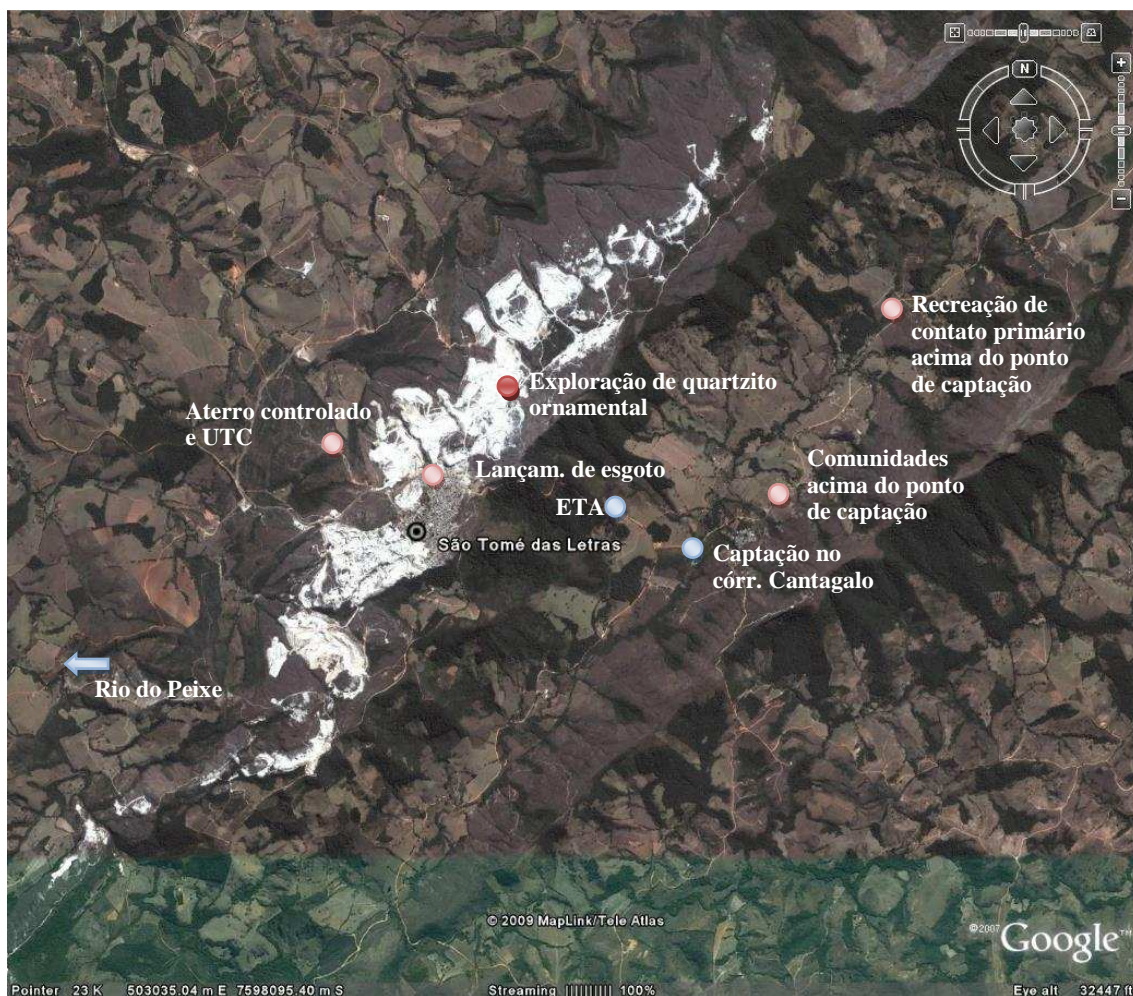 N
Recreação de
contato primário
acima do ponto
de captação
Exploração de quartzito
ornamental
Aterro controlado
e UTC
Lançam. de esgoto
Comunidades
acima do ponto
de captação
ETA
São Tomé das Letras
Captação no
córr. Cantagalo
Rio do Peixe
© 2009 MapLink/Tele Atlas
©2007 Google™
Pointer 23 K 503035.04 m E 7598095.40 m S Streaming ||||||||| 100% Eye alt 32447 ft